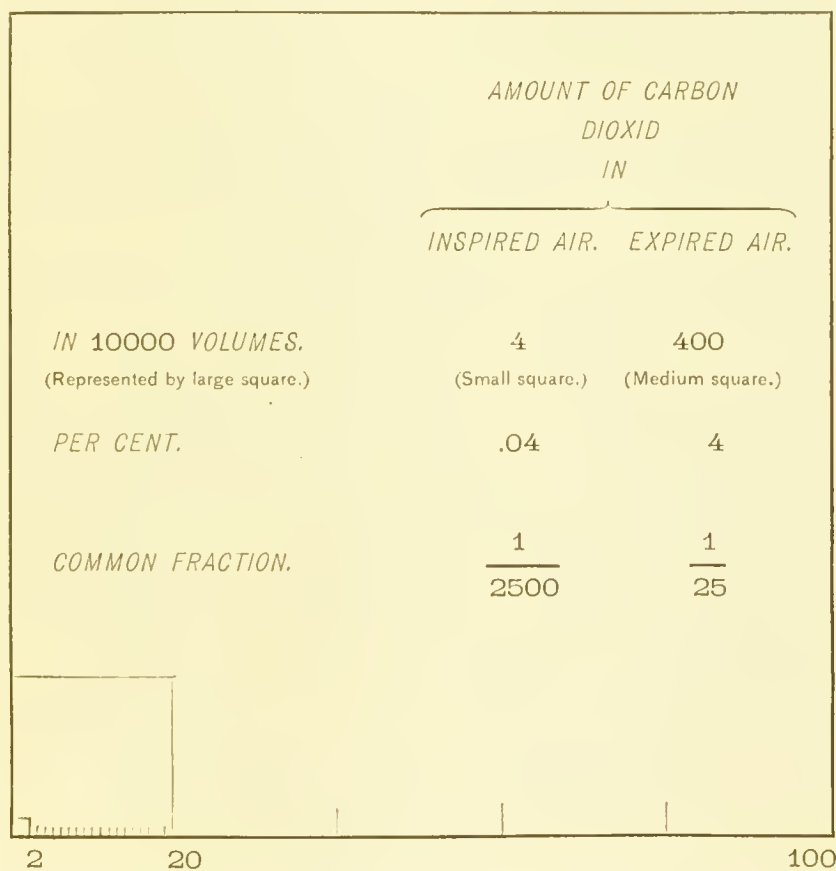 AMOUNT OF CARBON
DIOXID
IN
INSPIRED AIR. EXPIRED AIR.
IN 10000 VOLUMES. 4 400
(Represented by large square.) (Small square.) (Medium square.)
PER CENT. .04 4
COMMON FRACTION. 1/2500 1/25
2 20 100